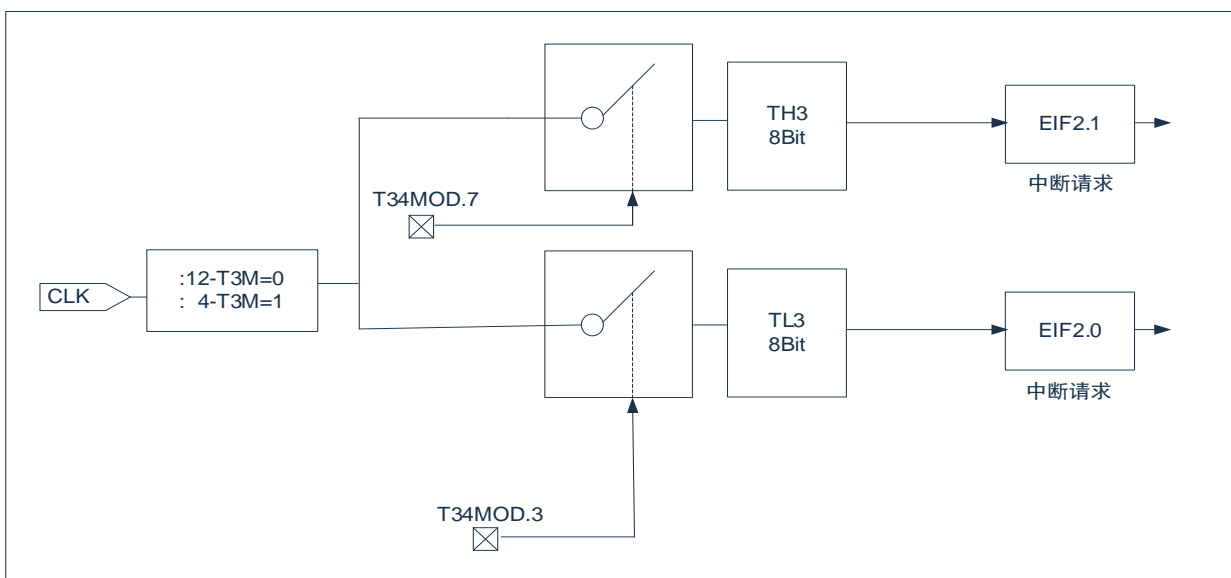 TH3
8Bit
EIF2.1
中断请求
T34MOD.7
CLK
:12-T3M=0
: 4-T3M=1
TL3
8Bit
EIF2.0
中断请求
T34MOD.3